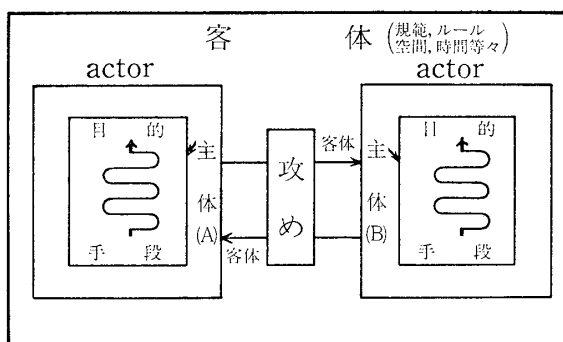 客 体 (規範, ルール
空間, 時間等々)
actor
actor
目 的
手 段
主
体
(A)
攻
め
客体
客体
主
体
(B)
目 的
手 段